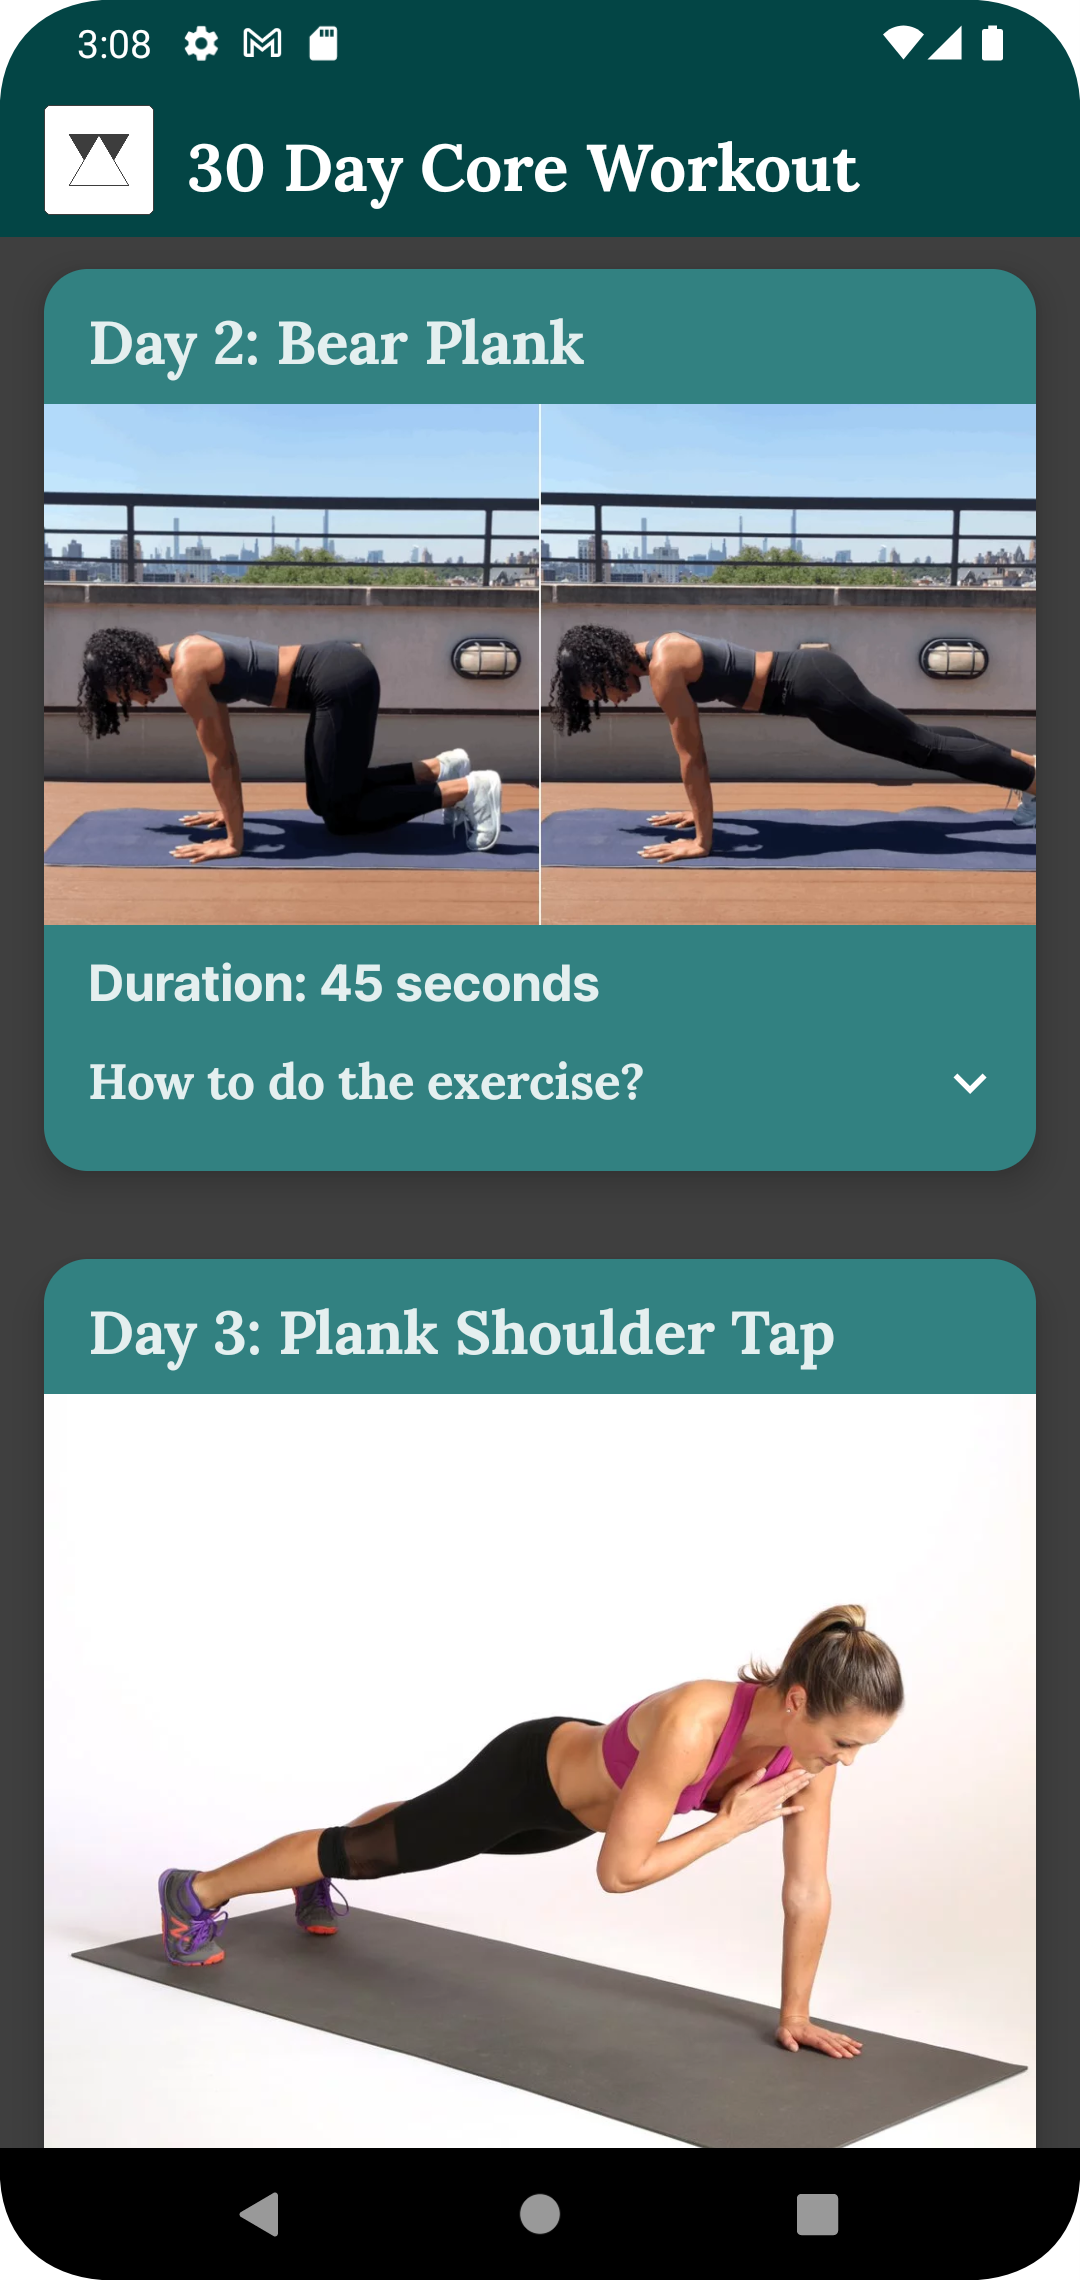 3:08
30 Day Core Workout
Day 2: Bear Plank
Duration: 45 seconds
How to do the exercise?
Day 3: Plank Shoulder Tap